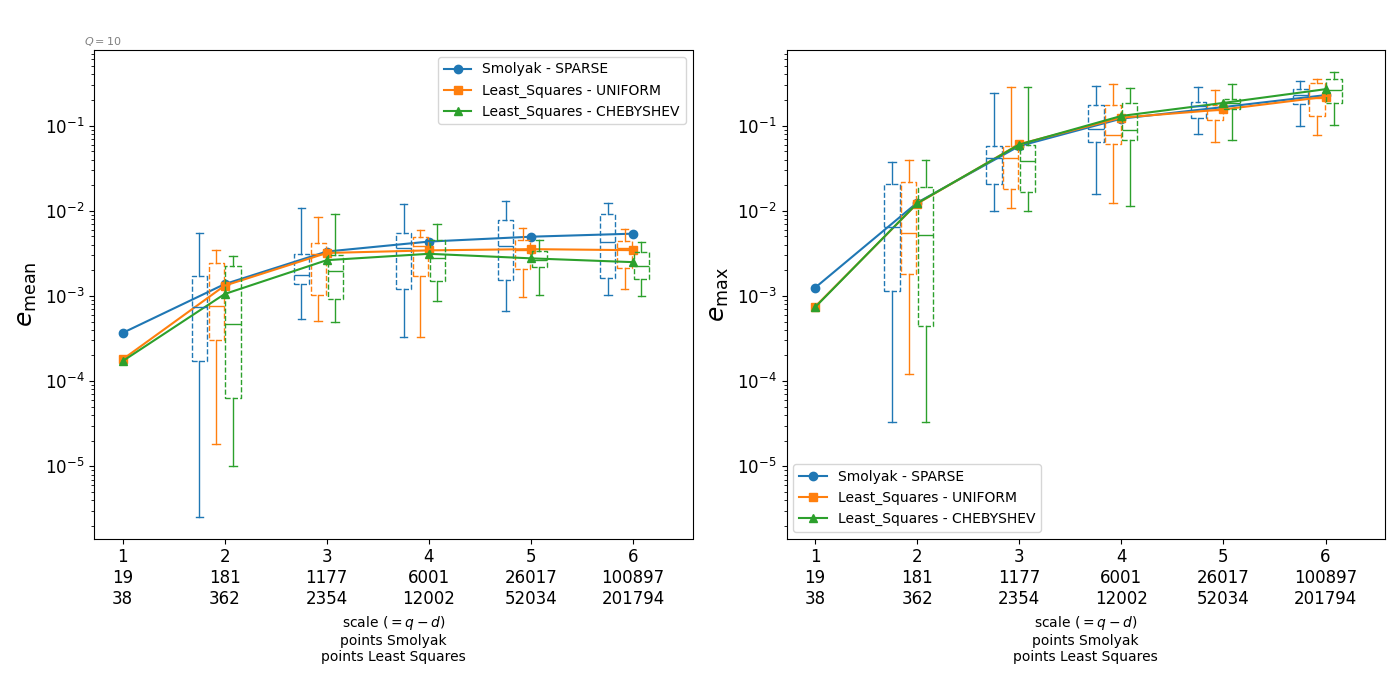 Q = 10
Smolyak - SPARSE
Least_Squares - UNIFORM
Least_Squares - CHEBYSHEV
10⁻¹
10⁻²
10⁻³
10⁻⁴
10⁻⁵
e_mean
1 2 3 4 5 6
19 181 1177 6001 26017 100897
38 362 2354 12002 52034 201794
scale (= q − d)
points Smolyak
points Least Squares
10⁻¹
10⁻²
10⁻³
10⁻⁴
10⁻⁵
e_max
Smolyak - SPARSE
Least_Squares - UNIFORM
Least_Squares - CHEBYSHEV
1 2 3 4 5 6
19 181 1177 6001 26017 100897
38 362 2354 12002 52034 201794
scale (= q − d)
points Smolyak
points Least Squares